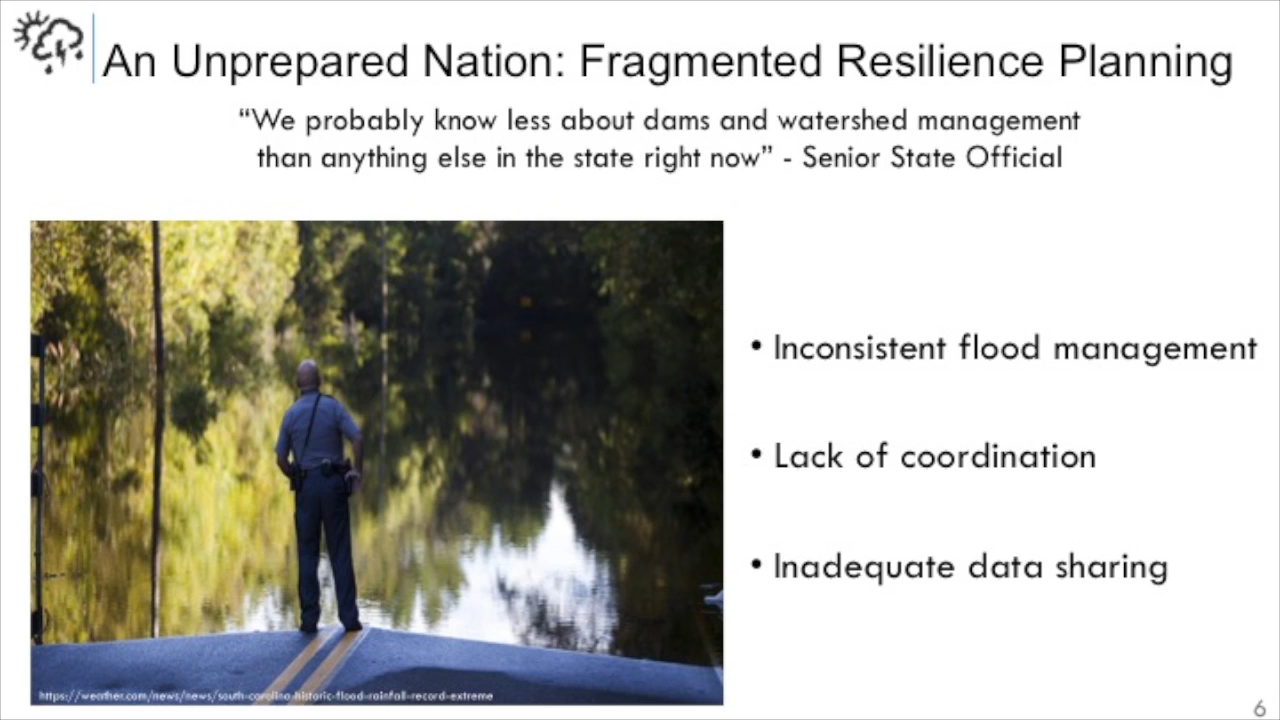 An Unprepared Nation: Fragmented Resilience Planning
“We probably know less about dams and watershed management
than anything else in the state right now” - Senior State Official
• Inconsistent flood management
• Lack of coordination
• Inadequate data sharing
https://weather.com/news/news/south-carolina-historic-flood-rainfall-record-extreme
6